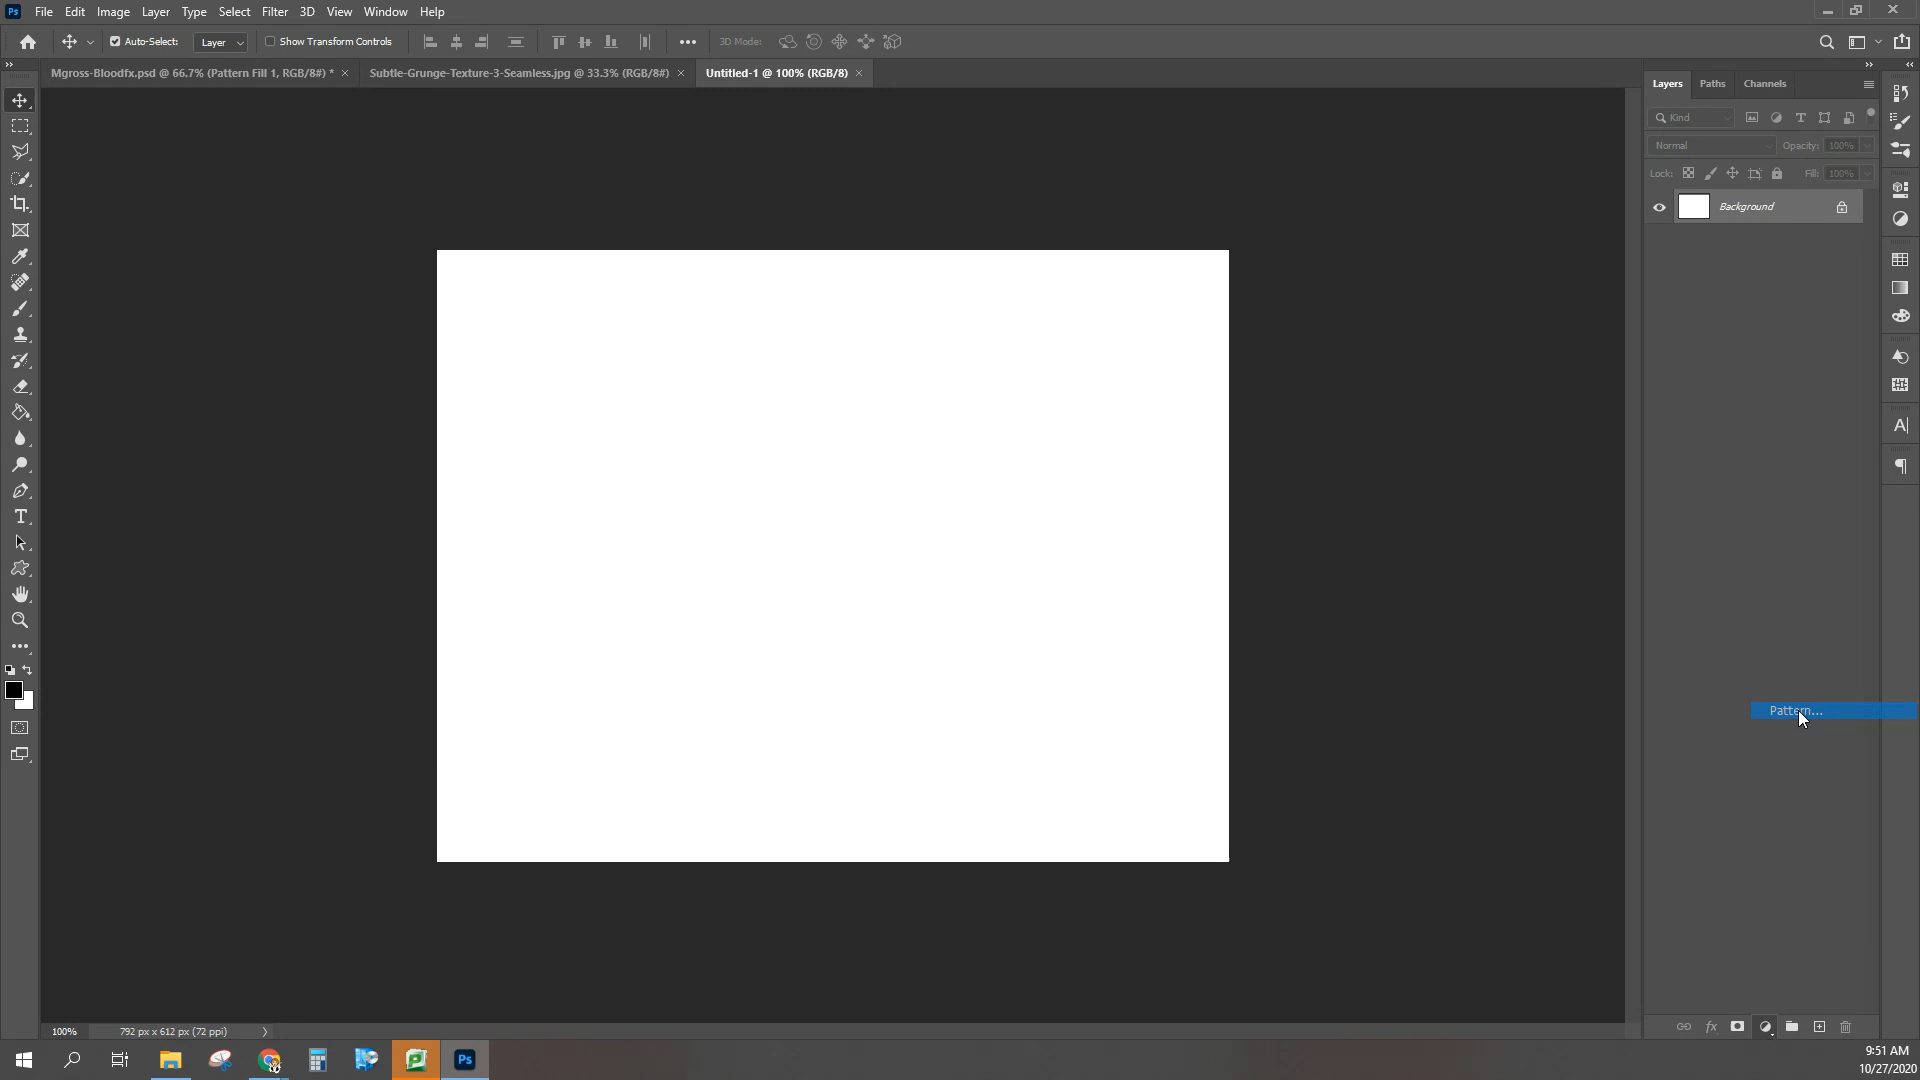 Ps File Edit Image Layer Type Select Filter 3D View Window Help
Auto-Select: Layer Show Transform Controls 3D Mode:
Mgross-Bloodfx.psd @ 66.7% (Pattern Fill 1, RGB/8#) * Subtle-Grunge-Texture-3-Seamless.jpg @ 33.3% (RGB/8#) Untitled-1 @ 100% (RGB/8)
Layers Paths Channels
Kind
Normal Opacity: 100%
Lock: Fill: 100%
Background
Pattern...
100% 792 px x 612 px (72 ppi)
Ps
9:51 AM
10/27/2020